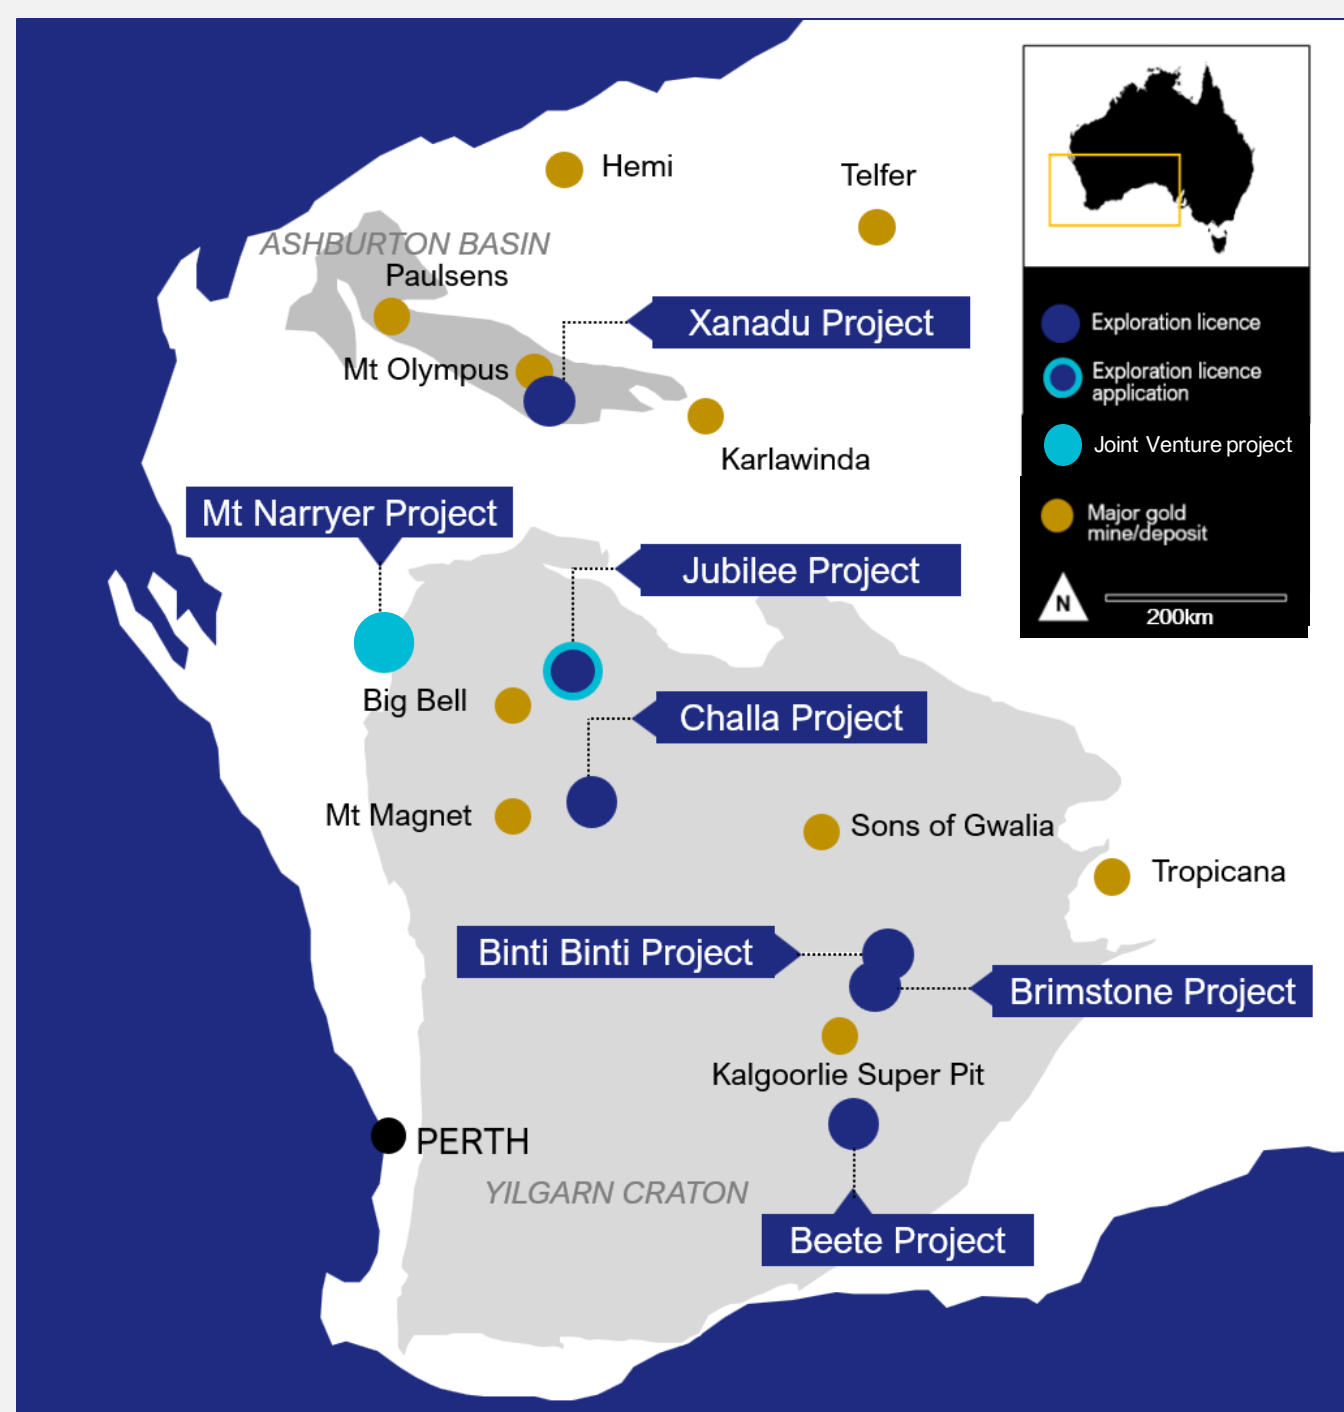 Hemi
Telfer
ASHBURTON BASIN
Paulsens
Xanadu Project
Mt Olympus
Karlawinda
Exploration licence
Exploration licence
application
Joint Venture project
Major gold
mine/deposit
N
200km
Mt Narryer Project
Jubilee Project
Big Bell
Challa Project
Mt Magnet
Sons of Gwalia
Tropicana
Binti Binti Project
Brimstone Project
Kalgoorlie Super Pit
PERTH
YILGARN CRATON
Beete Project